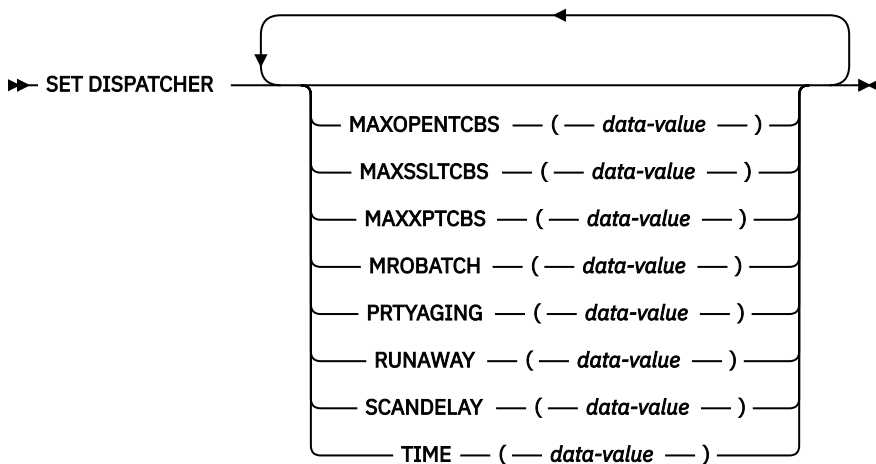 SET DISPATCHER
MAXOPENTCBS ( data-value )
MAXSSLTCBS ( data-value )
MAXXPTCBS ( data-value )
MROBATCH ( data-value )
PRTYAGING ( data-value )
RUNAWAY ( data-value )
SCANDELAY ( data-value )
TIME ( data-value )